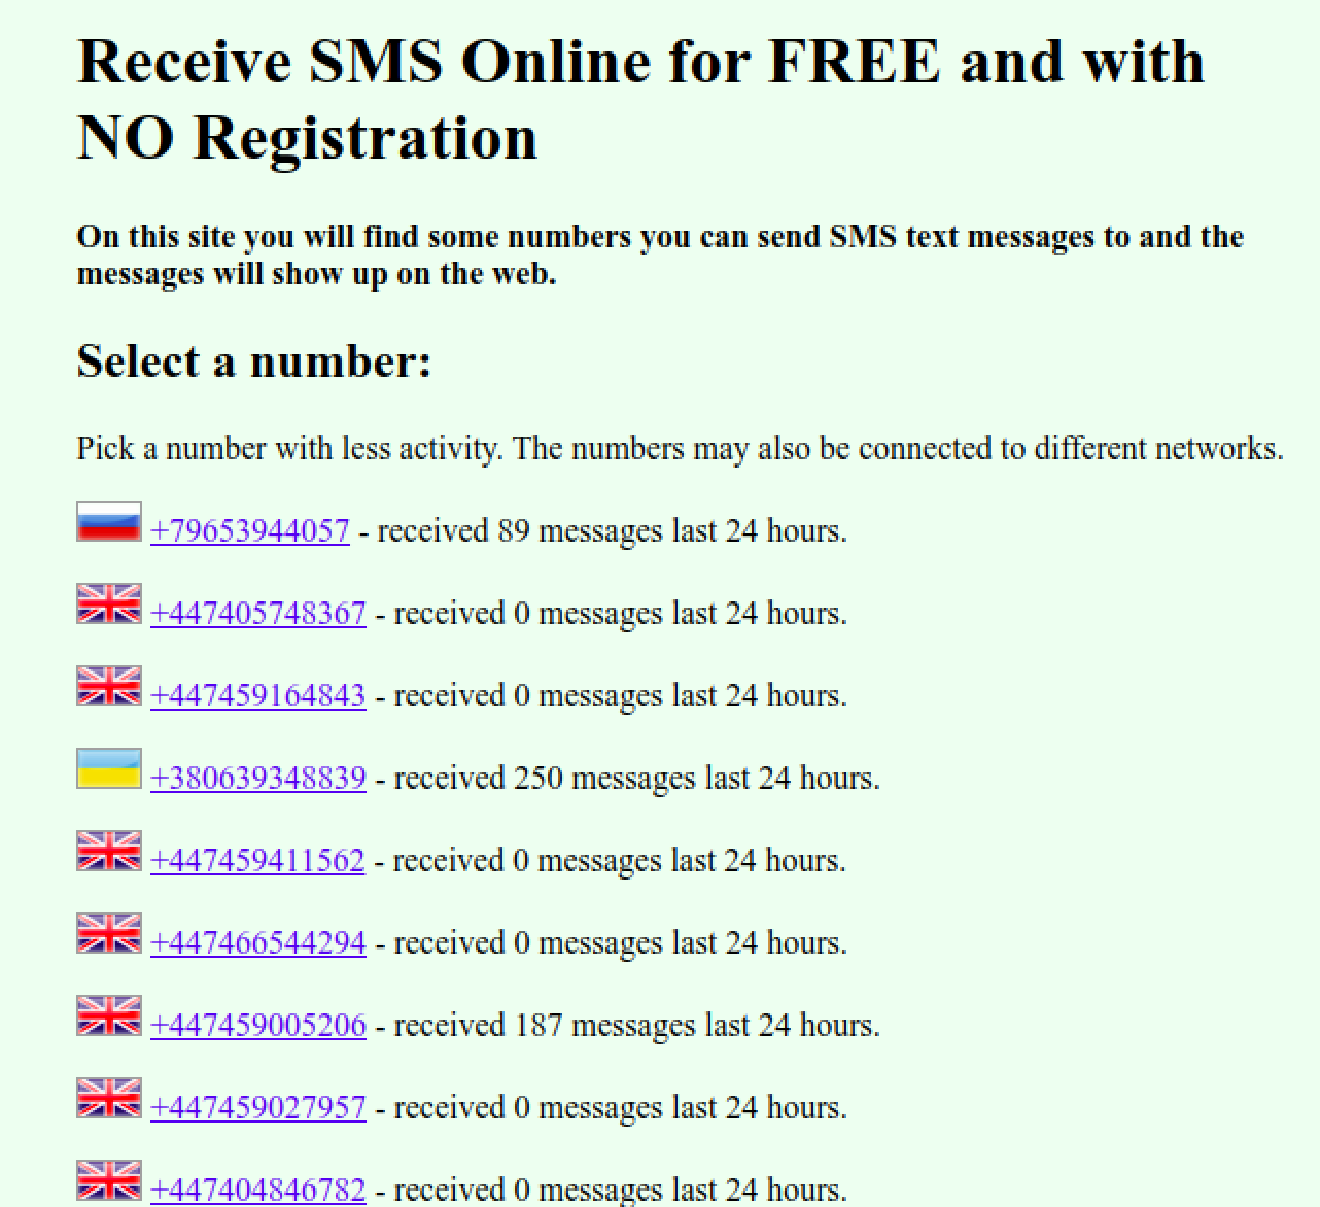 Receive SMS Online for FREE and with
NO Registration
On this site you will find some numbers you can send SMS text messages to and the
messages will show up on the web.
Select a number:
Pick a number with less activity. The numbers may also be connected to different networks.
+79653944057 - received 89 messages last 24 hours.
+447405748367 - received 0 messages last 24 hours.
+447459164843 - received 0 messages last 24 hours.
+380639348839 - received 250 messages last 24 hours.
+447459411562 - received 0 messages last 24 hours.
+447466544294 - received 0 messages last 24 hours.
+447459005206 - received 187 messages last 24 hours.
+447459027957 - received 0 messages last 24 hours.
+447404846782 - received 0 messages last 24 hours.